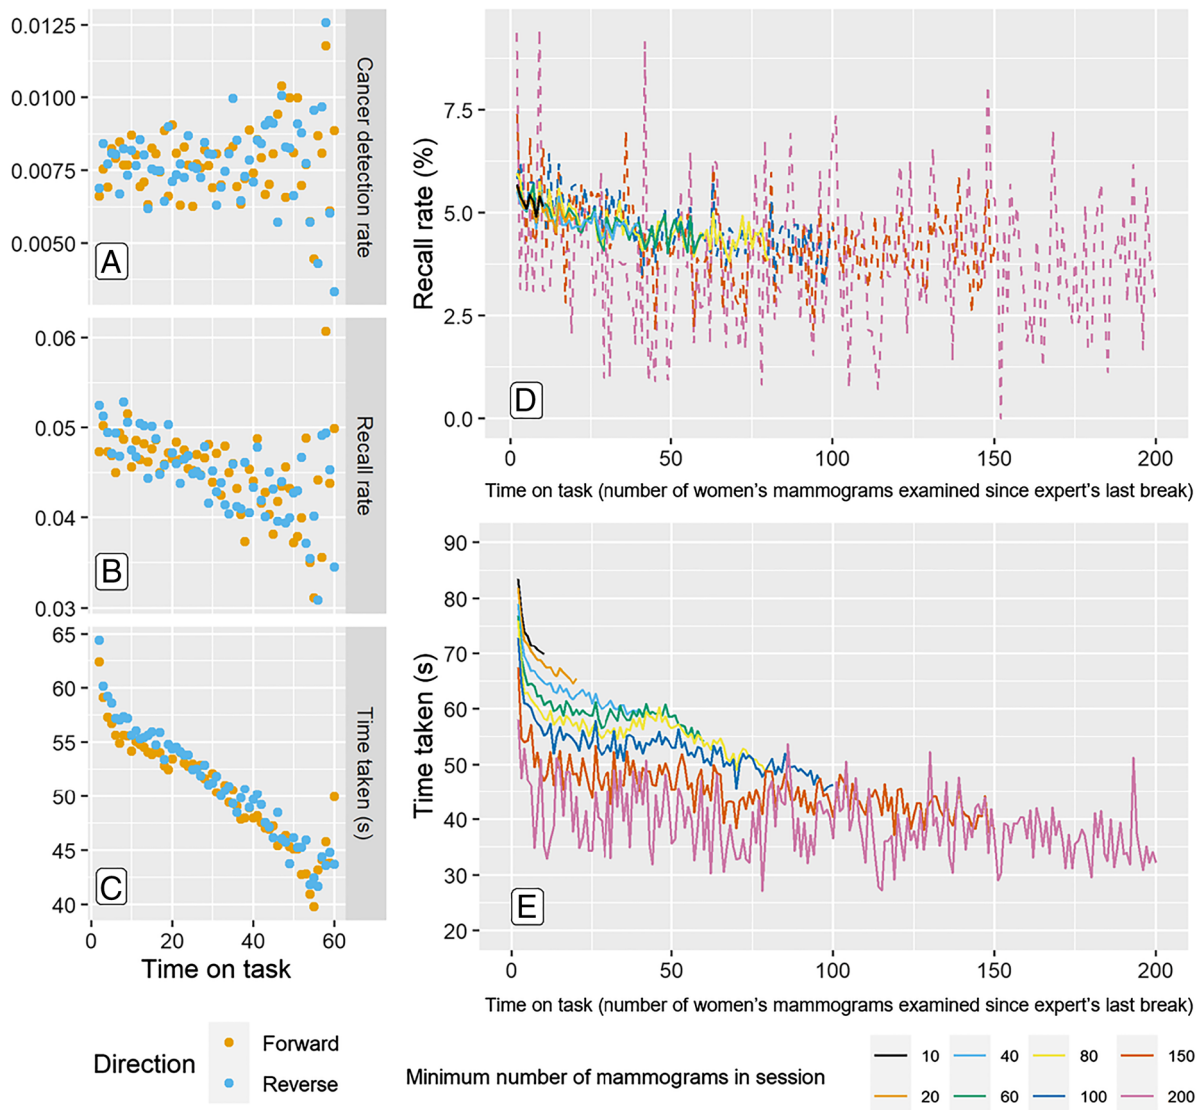 0.0125
0.0100
0.0075
0.0050
Cancer detection rate
A
0.06
0.05
0.04
0.03
Recall rate
B
65
60
55
50
45
40
Time taken (s)
C
0 20 40 60
Time on task
Direction
Forward
Reverse
Recall rate (%)
7.5
5.0
2.5
0.0
D
0 50 100 150 200
Time on task (number of women's mammograms examined since expert's last break)
Time taken (s)
90
80
70
60
50
40
30
20
E
0 50 100 150 200
Time on task (number of women's mammograms examined since expert's last break)
Minimum number of mammograms in session
10 40 80 150
20 60 100 200